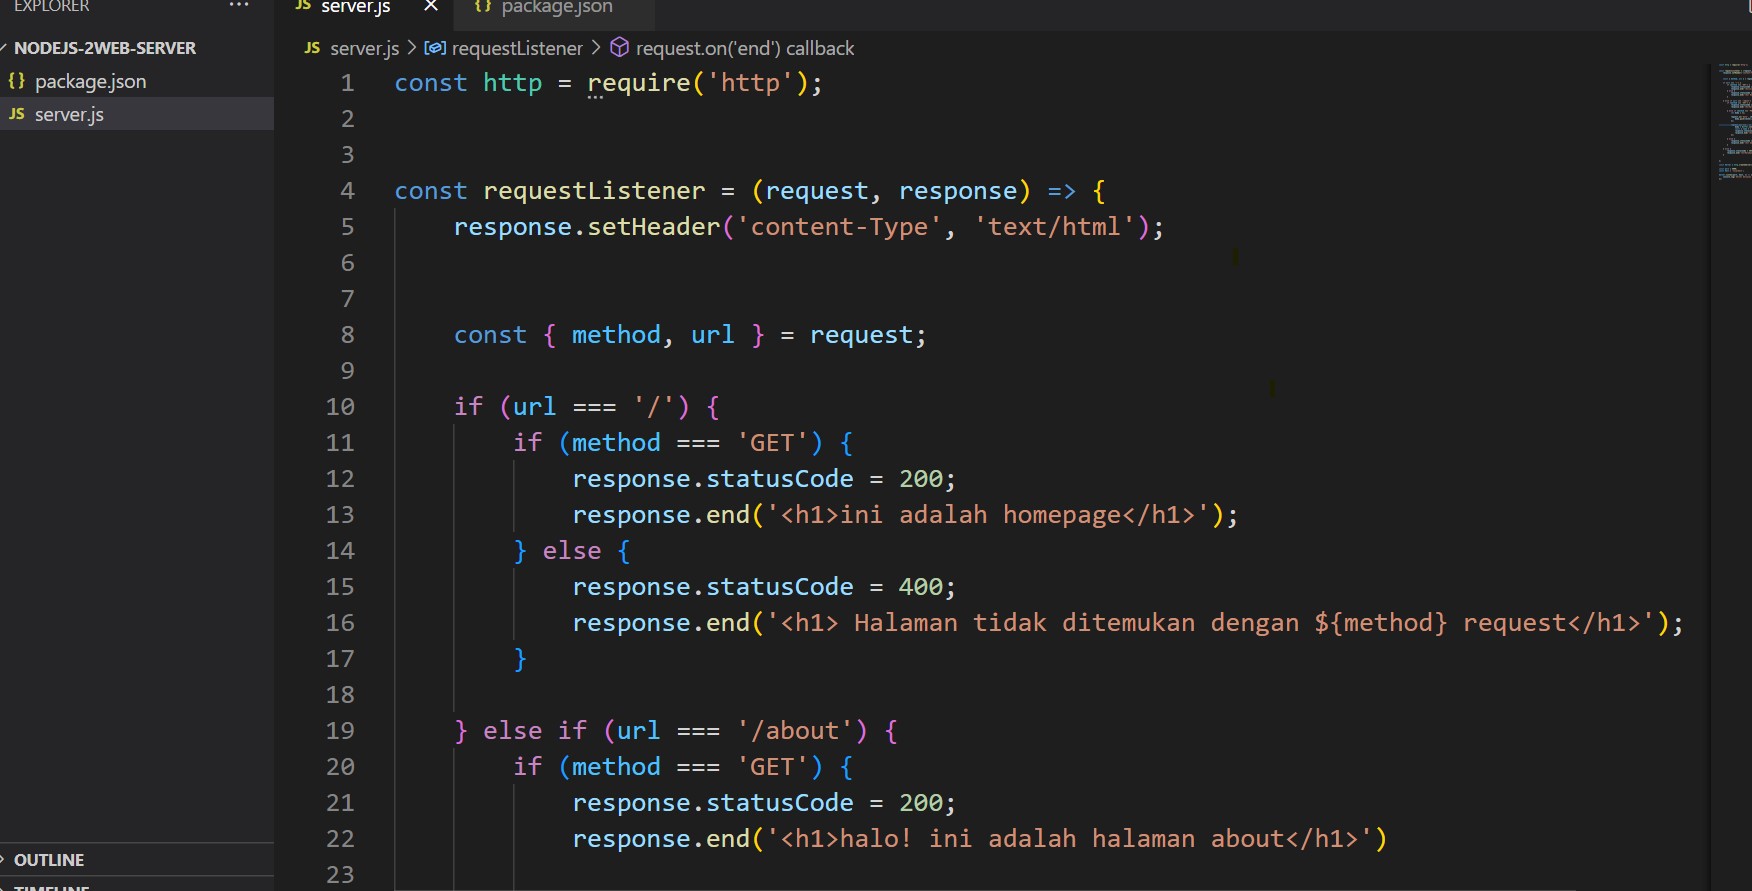 EXPLORER ...
JS server.js × {} package.json
NODEJS-2WEB-SERVER
{} package.json
JS server.js
JS server.js > requestListener > request.on('end') callback
1 const http = require('http');
2
3
4 const requestListener = (request, response) => {
5 response.setHeader('content-Type', 'text/html');
6
7
8 const { method, url } = request;
9
10 if (url === '/') {
11 if (method === 'GET') {
12 response.statusCode = 200;
13 response.end('<h1>ini adalah homepage</h1>');
14 } else {
15 response.statusCode = 400;
16 response.end('<h1> Halaman tidak ditemukan dengan ${method} request</h1>');
17 }
18
19 } else if (url === '/about') {
20 if (method === 'GET') {
21 response.statusCode = 200;
22 response.end('<h1>halo! ini adalah halaman about</h1>')
23
OUTLINE
TIMELINE